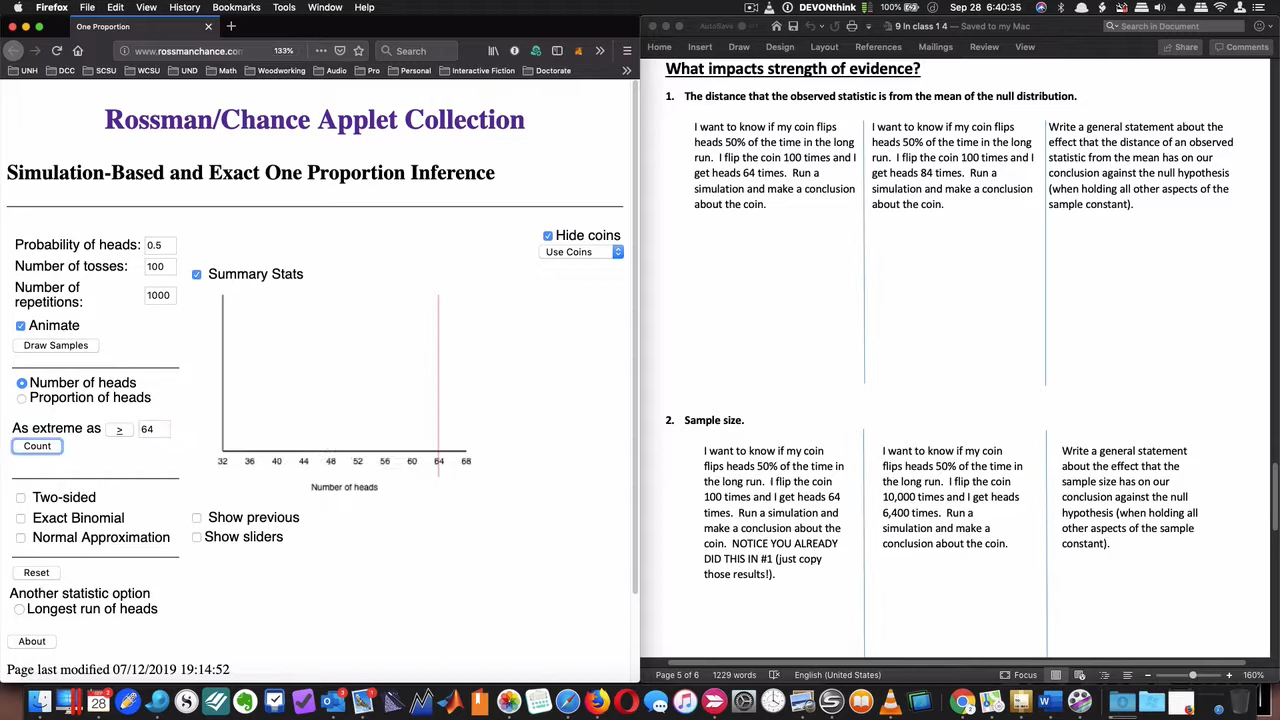 Firefox File Edit View History Bookmarks Tools Window Help
DEVONthink 100% Sep 28 6:40:35
One Proportion
AutoSave 9 In class 1 4 — Saved to my Mac
Search in Document
www.rossmanchance.con 133% Search
Home Insert Draw Design Layout References Mailings Review View Share Comments
UNH DCC SCSU WCSU UND Math Woodworking Audio Pro Personal Interactive Fiction Doctorate
Rossman/Chance Applet Collection
Simulation-Based and Exact One Proportion Inference
Probability of heads: 0.5
Number of tosses: 100
Number of
repetitions: 1000
Animate
Draw Samples
Number of heads
Proportion of heads
As extreme as ≥ 64
Count
Two-sided
Exact Binomial
Normal Approximation
Reset
Another statistic option
Longest run of heads
About
Page last modified 07/12/2019 19:14:52
Hide coins
Use Coins
Summary Stats
32 36 40 44 48 52 56 60 64 68
Number of heads
Show previous
Show sliders
What impacts strength of evidence?
1. The distance that the observed statistic is from the mean of the null distribution.
I want to know if my coin flips
heads 50% of the time in the long
run. I flip the coin 100 times and I
get heads 64 times. Run a
simulation and make a conclusion
about the coin.
I want to know if my coin flips
heads 50% of the time in the long
run. I flip the coin 100 times and I
get heads 84 times. Run a
simulation and make a conclusion
about the coin.
Write a general statement about the
effect that the distance of an observed
statistic from the mean has on our
conclusion against the null hypothesis
(when holding all other aspects of the
sample constant).
2. Sample size.
I want to know if my coin
flips heads 50% of the time in
the long run. I flip the coin
100 times and I get heads 64
times. Run a simulation and
make a conclusion about the
coin. NOTICE YOU ALREADY
DID THIS IN #1 (just copy
those results!).
I want to know if my coin
flips heads 50% of the time in
the long run. I flip the coin
10,000 times and I get heads
6,400 times. Run a
simulation and make a
conclusion about the coin.
Write a general statement
about the effect that the
sample size has on our
conclusion against the null
hypothesis (when holding all
other aspects of the sample
constant).
Page 5 of 6 1229 words English (United States) Focus 160%